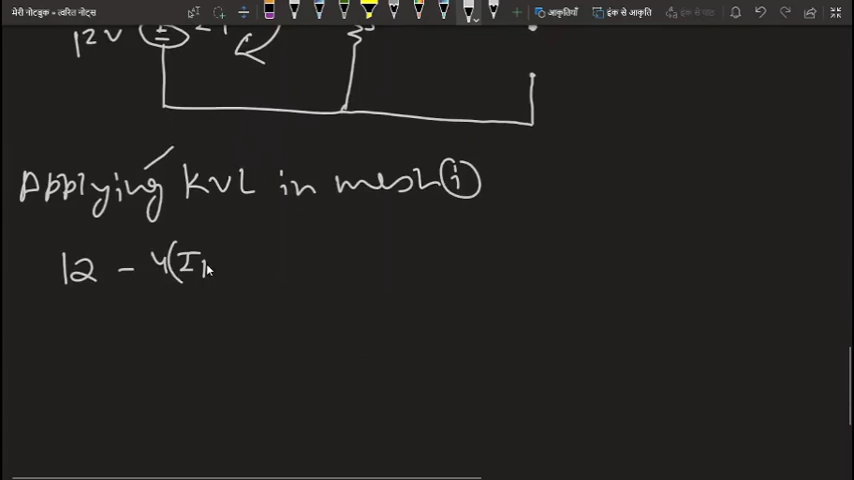 मेरी नोटबुक » त्वरित नोट्स
आकृतियाँ
इंक से आकृति
इंक से पाठ
12V
Applying KVL in mesh i
12 - 4(I1